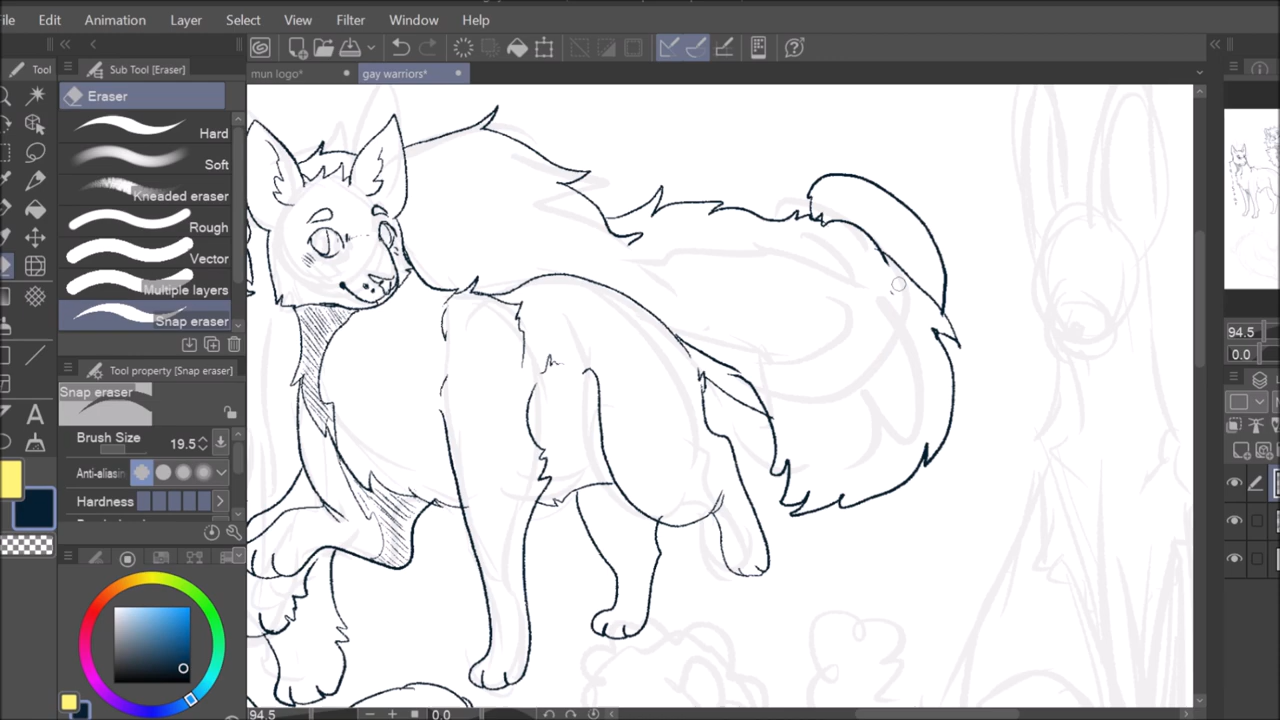 ile Edit Animation Layer Select View Filter Window Help
Tool
Sub Tool [Eraser]
mun logo*
gay warriors*
Eraser
Hard
Soft
Kneaded eraser
Rough
Vector
Multiple layers
Snap eraser
Tool property [Snap eraser]
Snap eraser
Brush Size 19.5
Anti-aliasin
Hardness
A
94.5
0.0
94.5 0.0